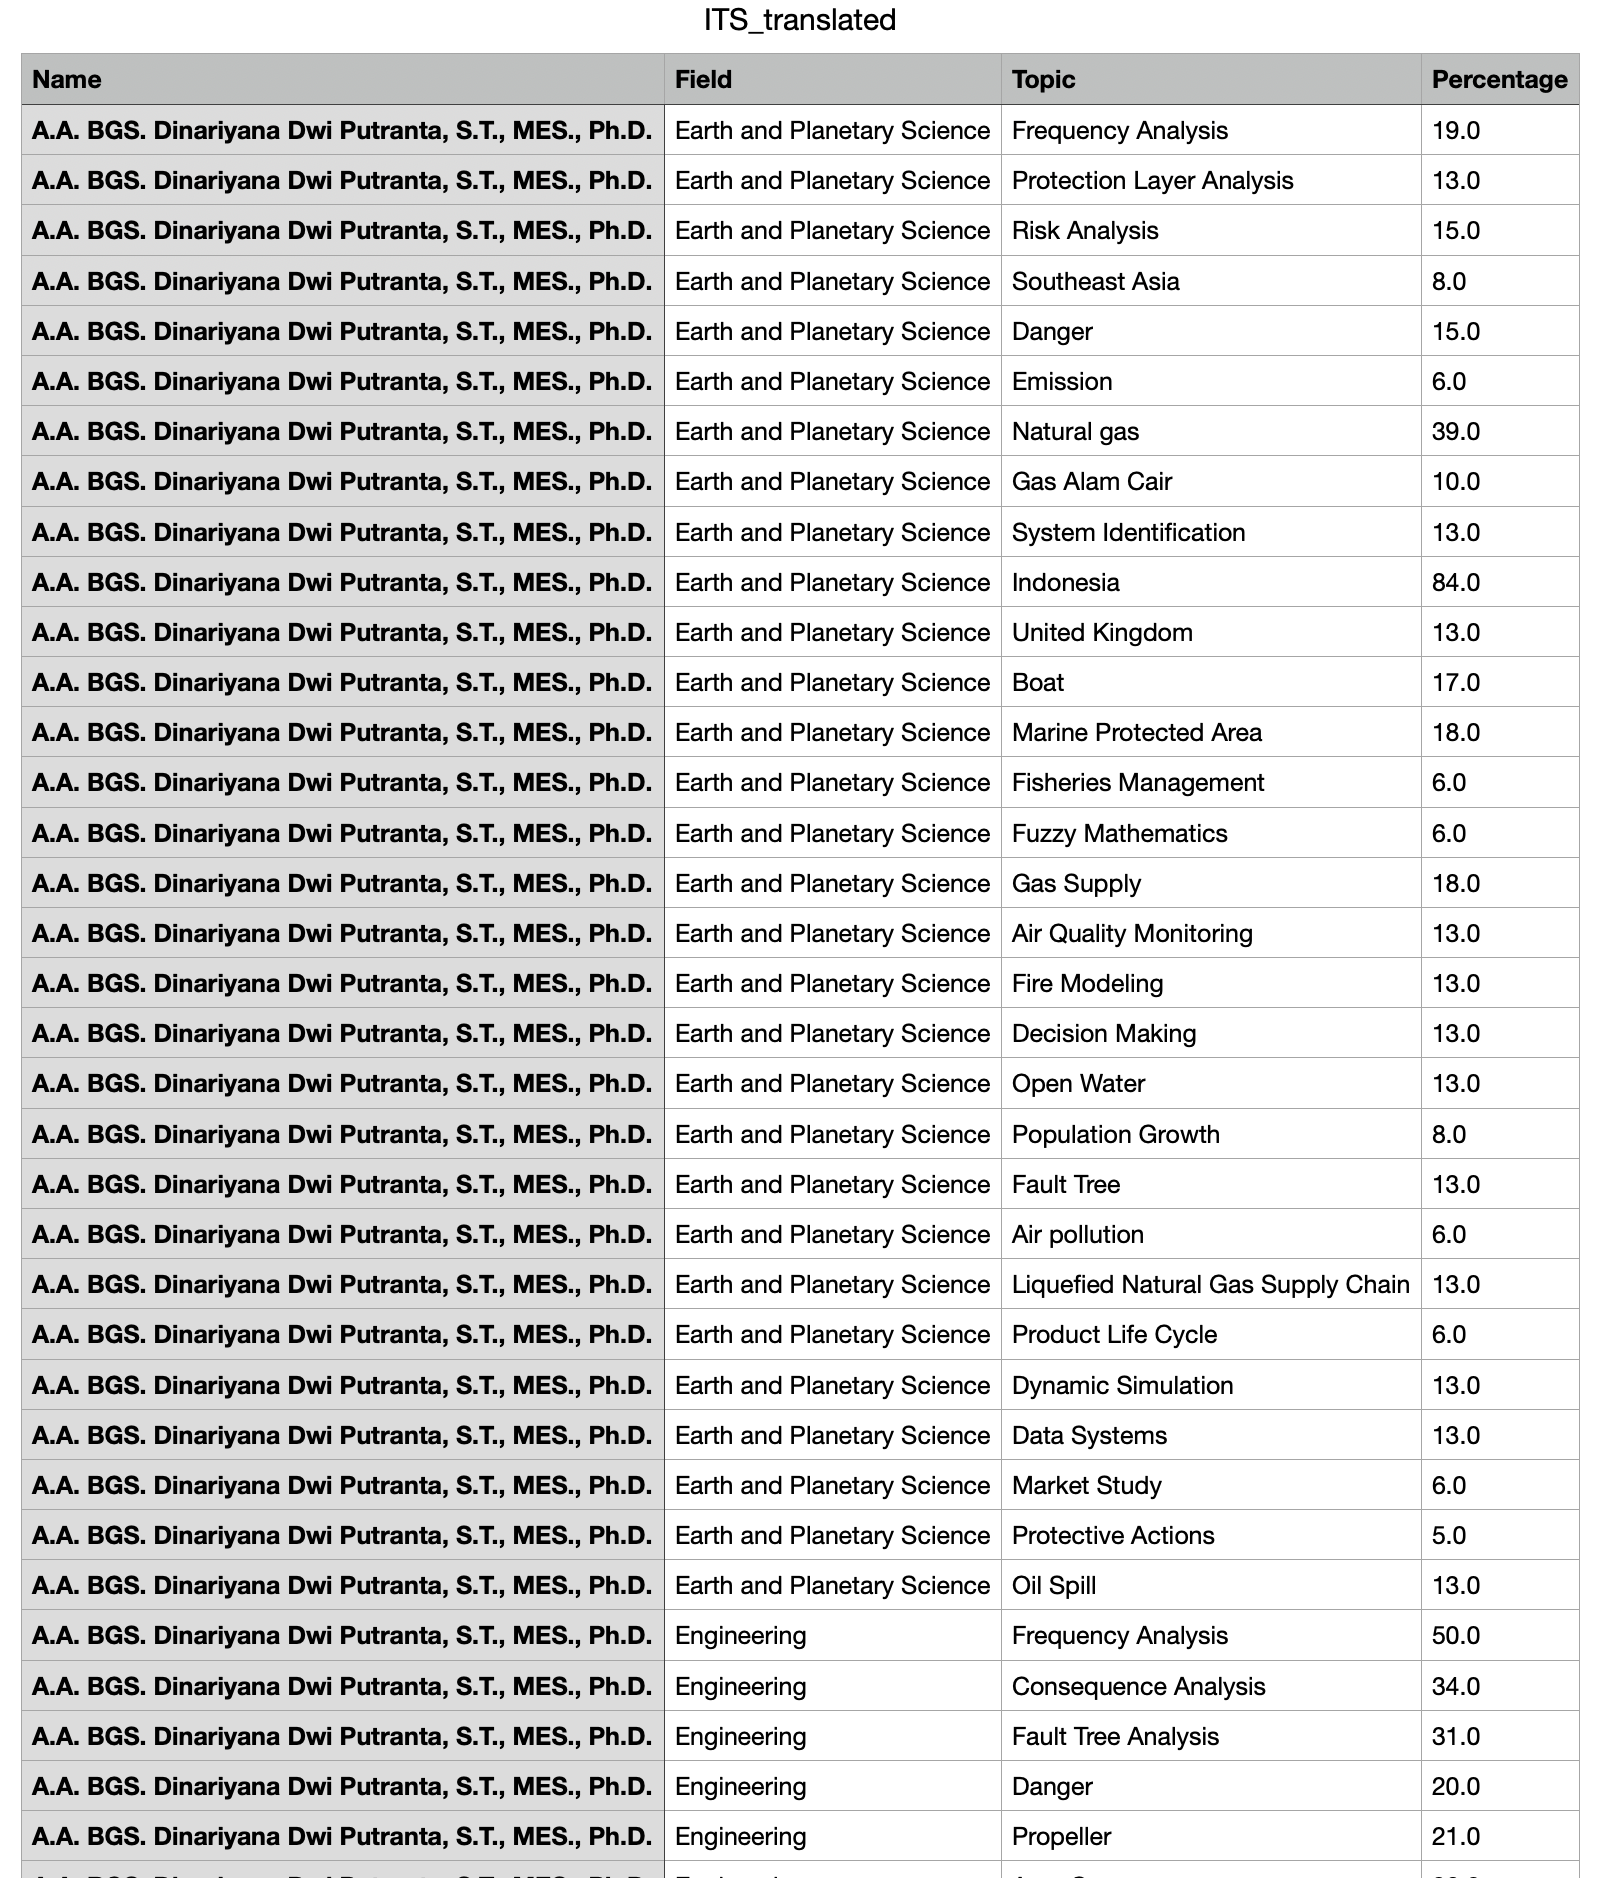 ITS_translated
Name Field Topic Percentage
A.A. BGS. Dinariyana Dwi Putranta, S.T., MES., Ph.D. Earth and Planetary Science Frequency Analysis 19.0
A.A. BGS. Dinariyana Dwi Putranta, S.T., MES., Ph.D. Earth and Planetary Science Protection Layer Analysis 13.0
A.A. BGS. Dinariyana Dwi Putranta, S.T., MES., Ph.D. Earth and Planetary Science Risk Analysis 15.0
A.A. BGS. Dinariyana Dwi Putranta, S.T., MES., Ph.D. Earth and Planetary Science Southeast Asia 8.0
A.A. BGS. Dinariyana Dwi Putranta, S.T., MES., Ph.D. Earth and Planetary Science Danger 15.0
A.A. BGS. Dinariyana Dwi Putranta, S.T., MES., Ph.D. Earth and Planetary Science Emission 6.0
A.A. BGS. Dinariyana Dwi Putranta, S.T., MES., Ph.D. Earth and Planetary Science Natural gas 39.0
A.A. BGS. Dinariyana Dwi Putranta, S.T., MES., Ph.D. Earth and Planetary Science Gas Alam Cair 10.0
A.A. BGS. Dinariyana Dwi Putranta, S.T., MES., Ph.D. Earth and Planetary Science System Identification 13.0
A.A. BGS. Dinariyana Dwi Putranta, S.T., MES., Ph.D. Earth and Planetary Science Indonesia 84.0
A.A. BGS. Dinariyana Dwi Putranta, S.T., MES., Ph.D. Earth and Planetary Science United Kingdom 13.0
A.A. BGS. Dinariyana Dwi Putranta, S.T., MES., Ph.D. Earth and Planetary Science Boat 17.0
A.A. BGS. Dinariyana Dwi Putranta, S.T., MES., Ph.D. Earth and Planetary Science Marine Protected Area 18.0
A.A. BGS. Dinariyana Dwi Putranta, S.T., MES., Ph.D. Earth and Planetary Science Fisheries Management 6.0
A.A. BGS. Dinariyana Dwi Putranta, S.T., MES., Ph.D. Earth and Planetary Science Fuzzy Mathematics 6.0
A.A. BGS. Dinariyana Dwi Putranta, S.T., MES., Ph.D. Earth and Planetary Science Gas Supply 18.0
A.A. BGS. Dinariyana Dwi Putranta, S.T., MES., Ph.D. Earth and Planetary Science Air Quality Monitoring 13.0
A.A. BGS. Dinariyana Dwi Putranta, S.T., MES., Ph.D. Earth and Planetary Science Fire Modeling 13.0
A.A. BGS. Dinariyana Dwi Putranta, S.T., MES., Ph.D. Earth and Planetary Science Decision Making 13.0
A.A. BGS. Dinariyana Dwi Putranta, S.T., MES., Ph.D. Earth and Planetary Science Open Water 13.0
A.A. BGS. Dinariyana Dwi Putranta, S.T., MES., Ph.D. Earth and Planetary Science Population Growth 8.0
A.A. BGS. Dinariyana Dwi Putranta, S.T., MES., Ph.D. Earth and Planetary Science Fault Tree 13.0
A.A. BGS. Dinariyana Dwi Putranta, S.T., MES., Ph.D. Earth and Planetary Science Air pollution 6.0
A.A. BGS. Dinariyana Dwi Putranta, S.T., MES., Ph.D. Earth and Planetary Science Liquefied Natural Gas Supply Chain 13.0
A.A. BGS. Dinariyana Dwi Putranta, S.T., MES., Ph.D. Earth and Planetary Science Product Life Cycle 6.0
A.A. BGS. Dinariyana Dwi Putranta, S.T., MES., Ph.D. Earth and Planetary Science Dynamic Simulation 13.0
A.A. BGS. Dinariyana Dwi Putranta, S.T., MES., Ph.D. Earth and Planetary Science Data Systems 13.0
A.A. BGS. Dinariyana Dwi Putranta, S.T., MES., Ph.D. Earth and Planetary Science Market Study 6.0
A.A. BGS. Dinariyana Dwi Putranta, S.T., MES., Ph.D. Earth and Planetary Science Protective Actions 5.0
A.A. BGS. Dinariyana Dwi Putranta, S.T., MES., Ph.D. Earth and Planetary Science Oil Spill 13.0
A.A. BGS. Dinariyana Dwi Putranta, S.T., MES., Ph.D. Engineering Frequency Analysis 50.0
A.A. BGS. Dinariyana Dwi Putranta, S.T., MES., Ph.D. Engineering Consequence Analysis 34.0
A.A. BGS. Dinariyana Dwi Putranta, S.T., MES., Ph.D. Engineering Fault Tree Analysis 31.0
A.A. BGS. Dinariyana Dwi Putranta, S.T., MES., Ph.D. Engineering Danger 20.0
A.A. BGS. Dinariyana Dwi Putranta, S.T., MES., Ph.D. Engineering Propeller 21.0